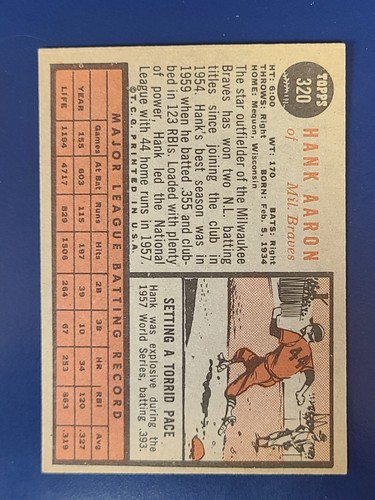 TOPPS
320
HANK AARON
of Mil. Braves
HT: 6:00 WT: 170 BATS: Right
THROWS: Right BORN: Feb. 5, 1934
HOME: Mequon, Wisconsin
The star outfielder of the Milwaukee
Braves has won two N.L. batting
titles since joining the club in
1954. Hank's best season was in
1959 when he batted .355 and club-
bed in 123 RBIs. Loaded with plenty
of power, Hank led the National
League with 44 home runs in 1957.
44
SETTING A TORRID PACE
Hank was explosive during the
1957 World Series, batting .393.
©T.C.G. PRINTED IN U.S.A.
MAJOR LEAGUE BATTING RECORD
Games At Bat Runs Hits 2B 3B HR RBI Avg
YEAR 155 603 115 197 39 10 34 120 .327
LIFE 1194 4717 829 1506 264 67 253 863 .319